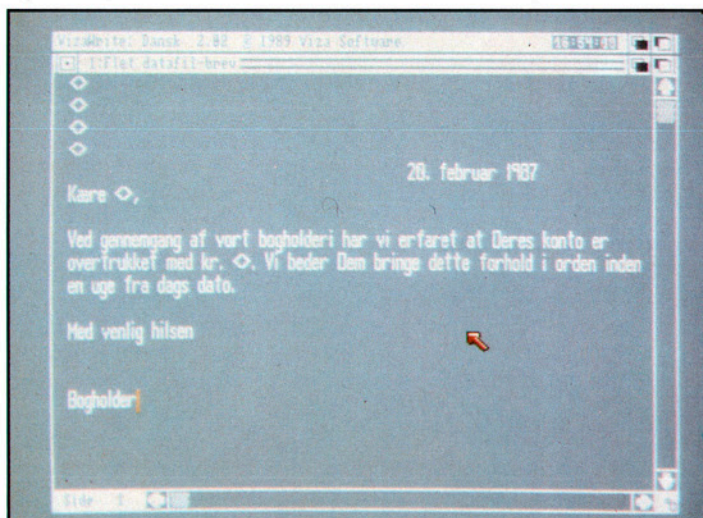 VizaWrite: Dansk 2.02 © 1989 Viza Software
1:Flet datafil-brev
20. februar 1987
Kære ◇,
Ved gennemgang af vort bogholderi har vi erfaret at Deres konto er
overtrukket med kr. ◇. Vi beder Dem bringe dette forhold i orden inden
en uge fra dags dato.
Med venlig hilsen
Bogholder
Side 1